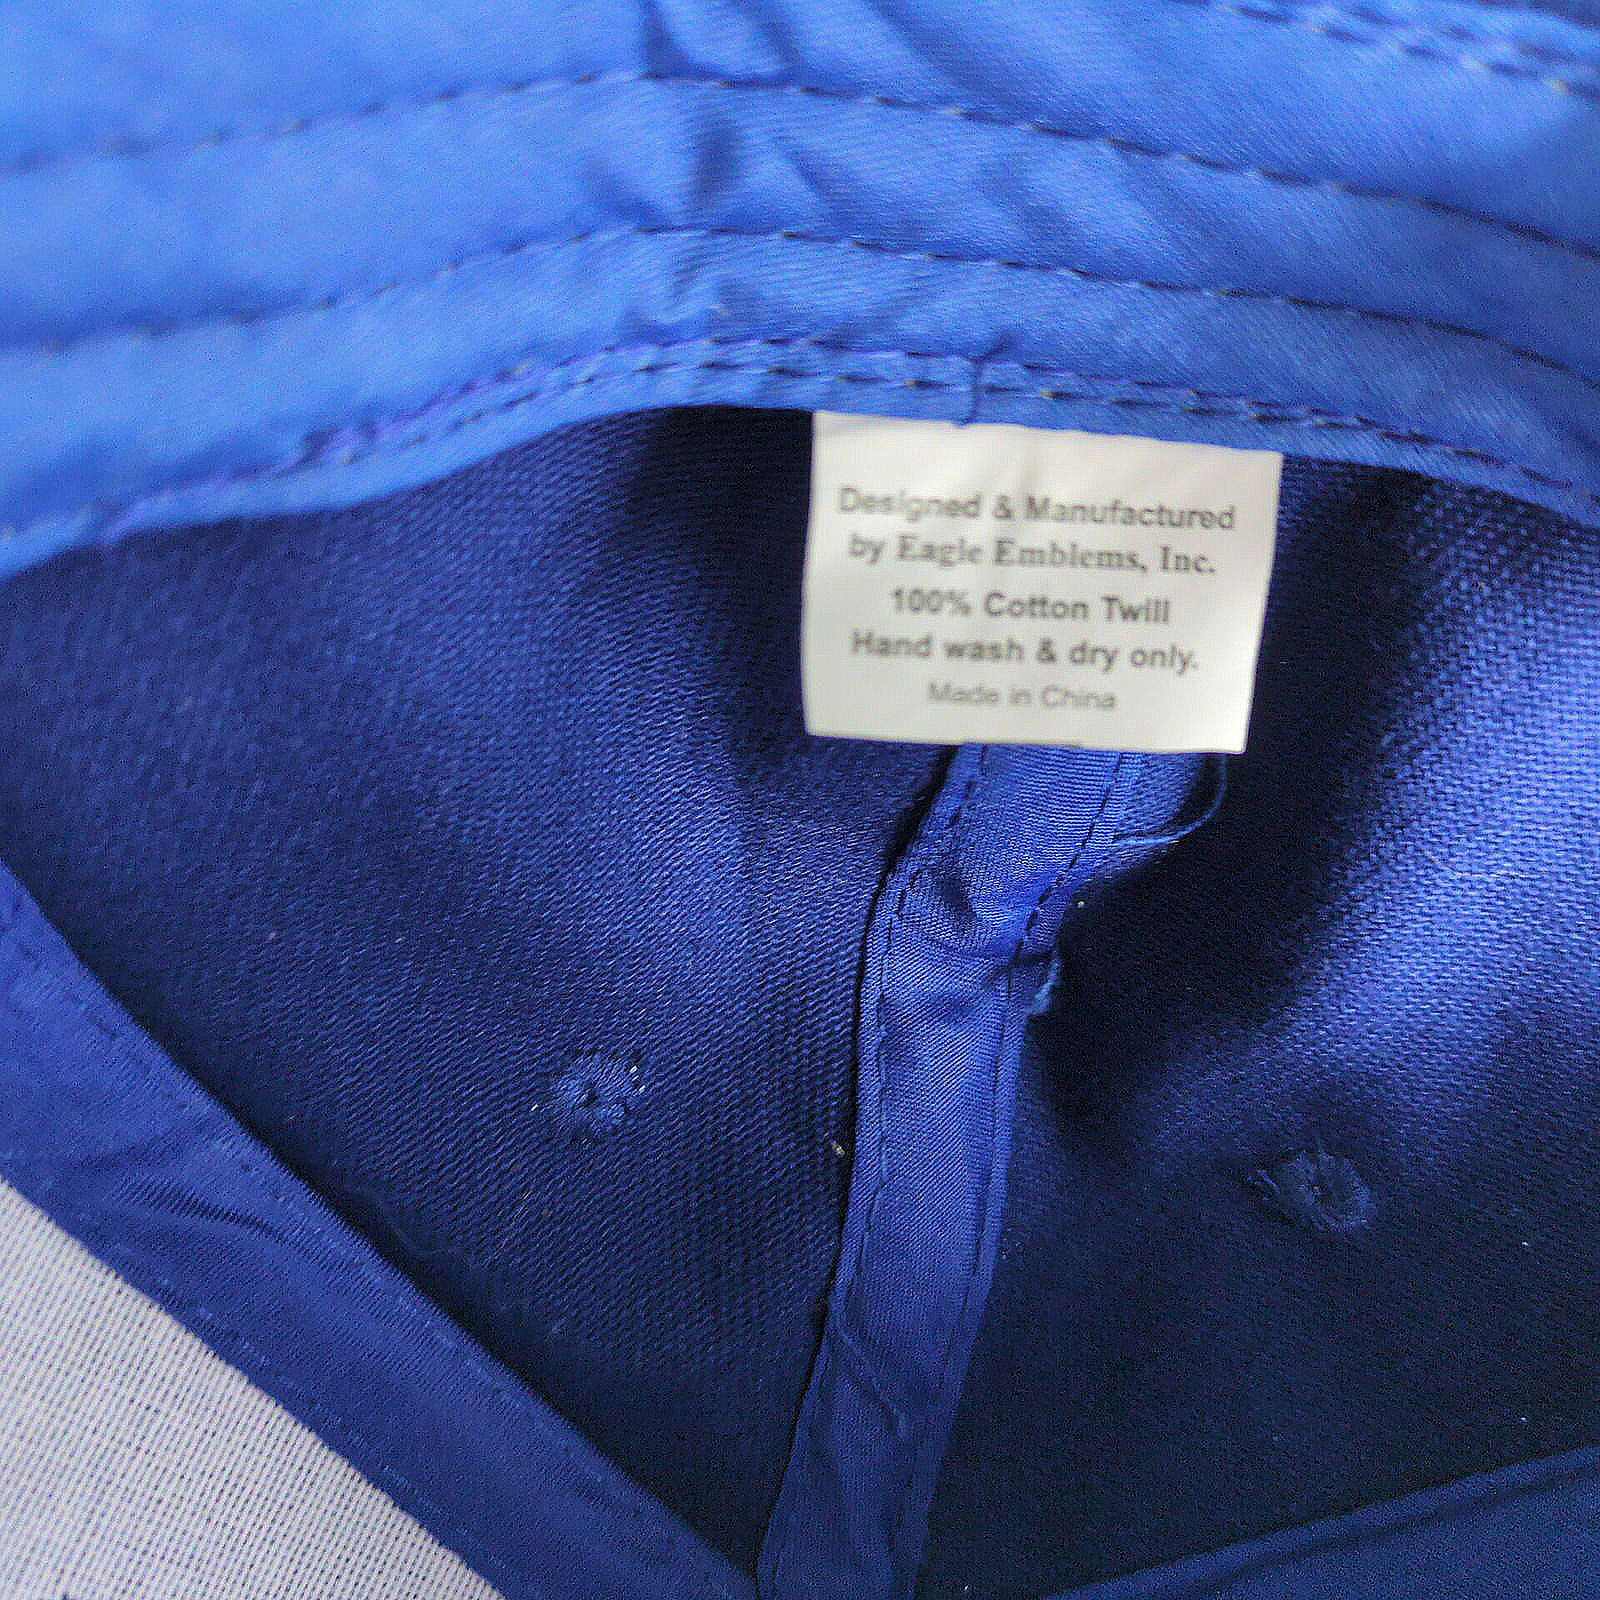 Designed & Manufactured
by Eagle Emblems, Inc.
100% Cotton Twill
Hand wash & dry only.
Made in China